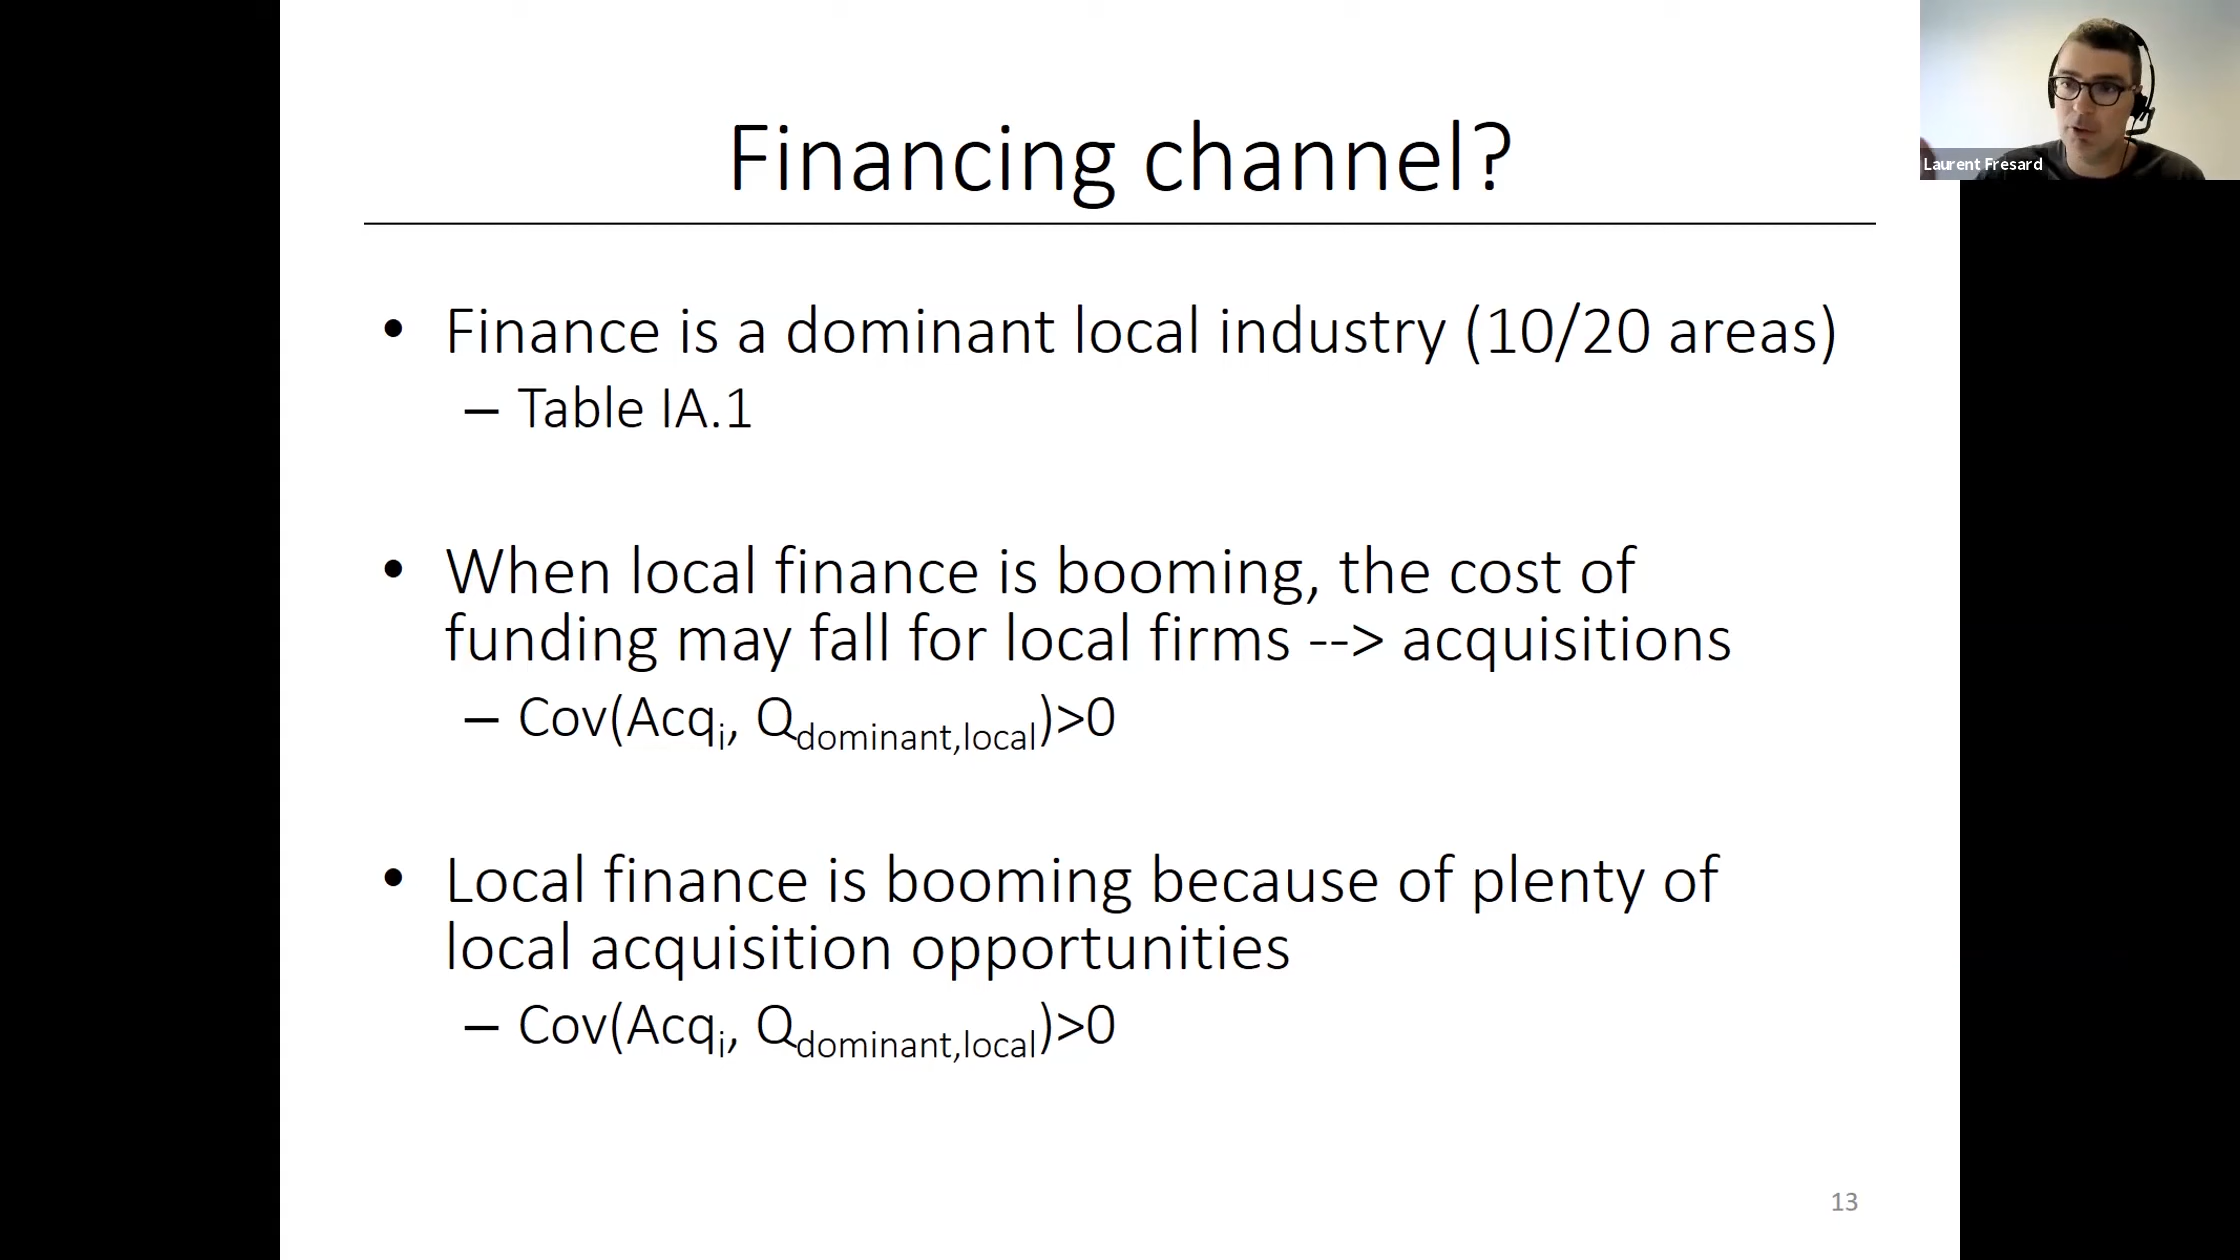 Financing channel?
Laurent Fresard
• Finance is a dominant local industry (10/20 areas)
– Table IA.1
• When local finance is booming, the cost of
funding may fall for local firms --> acquisitions
– Cov(Acqi, Qdominant,local)>0
• Local finance is booming because of plenty of
local acquisition opportunities
– Cov(Acqi, Qdominant,local)>0
13